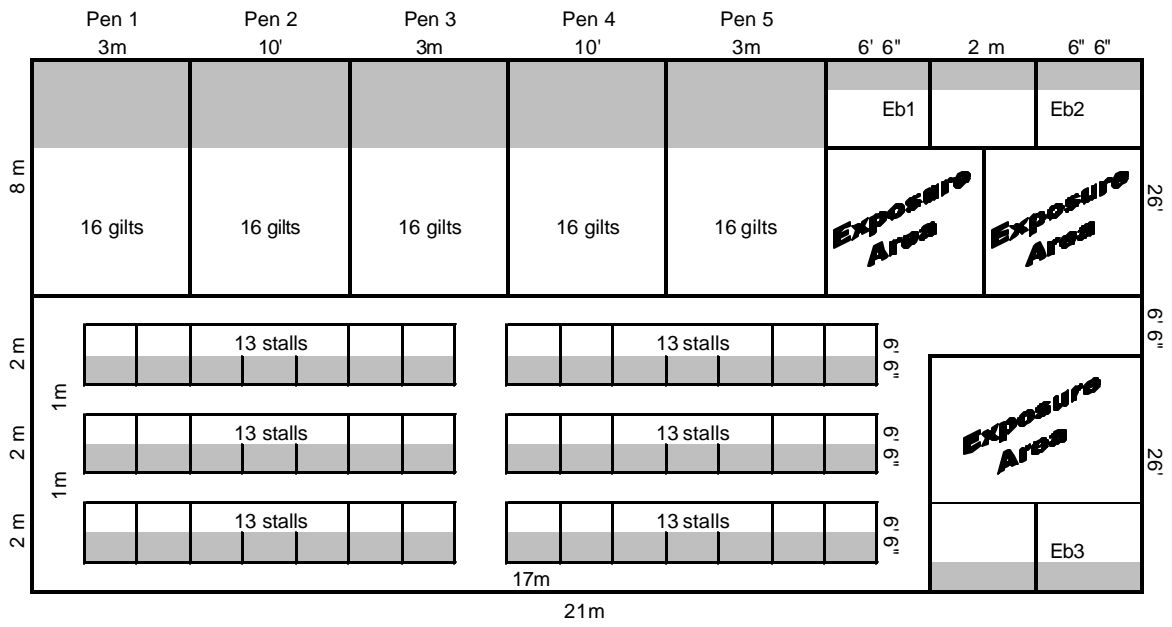 Pen 1 Pen 2 Pen 3 Pen 4 Pen 5
3m 10' 3m 10' 3m 6' 6" 2 m 6" 6"
Eb1 Eb2
8 m
26'
Exposure
Area
Exposure
Area
16 gilts 16 gilts 16 gilts 16 gilts 16 gilts
6' 6"
2 m
13 stalls 13 stalls
6' 6"
1m
Exposure
Area
2 m
13 stalls 13 stalls
6' 6"
26'
1m
2 m
13 stalls 13 stalls
6' 6"
Eb3
17m
21m